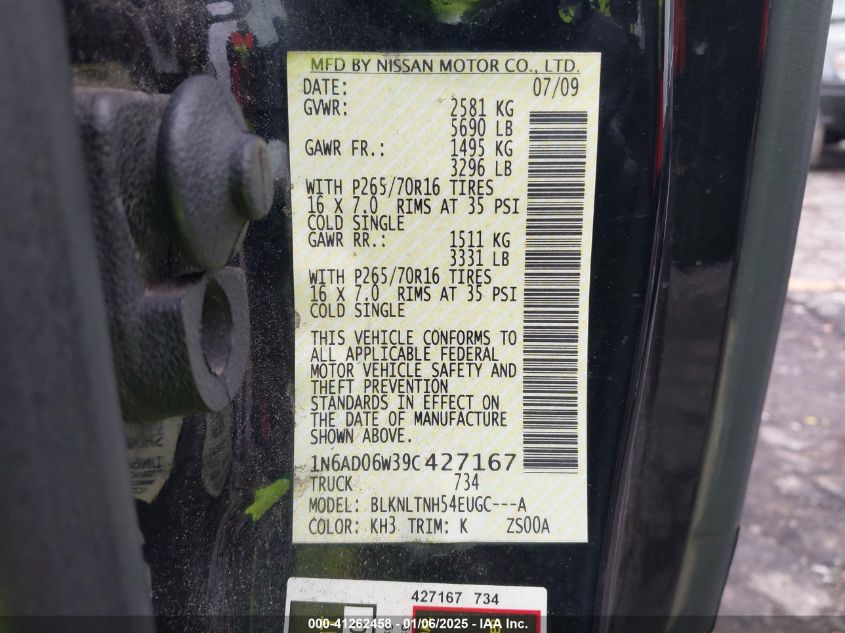 MFD BY NISSAN MOTOR CO., LTD.
DATE: 07/09
GVWR: 2581 KG
5690 LB
GAWR FR.: 1495 KG
3296 LB
WITH P265/70R16 TIRES
16 X 7.0 RIMS AT 35 PSI
COLD SINGLE
GAWR RR.: 1511 KG
3331 LB
WITH P265/70R16 TIRES
16 X 7.0 RIMS AT 35 PSI
COLD SINGLE
THIS VEHICLE CONFORMS TO
ALL APPLICABLE FEDERAL
MOTOR VEHICLE SAFETY AND
THEFT PREVENTION
STANDARDS IN EFFECT ON
THE DATE OF MANUFACTURE
SHOWN ABOVE.
1N6AD06W39C427167
TRUCK 734
MODEL: BLKNLTNH54EUGC---A
COLOR: KH3 TRIM: K ZS00A
427167 734
000-41262458 - 01/06/2025 - IAA Inc.